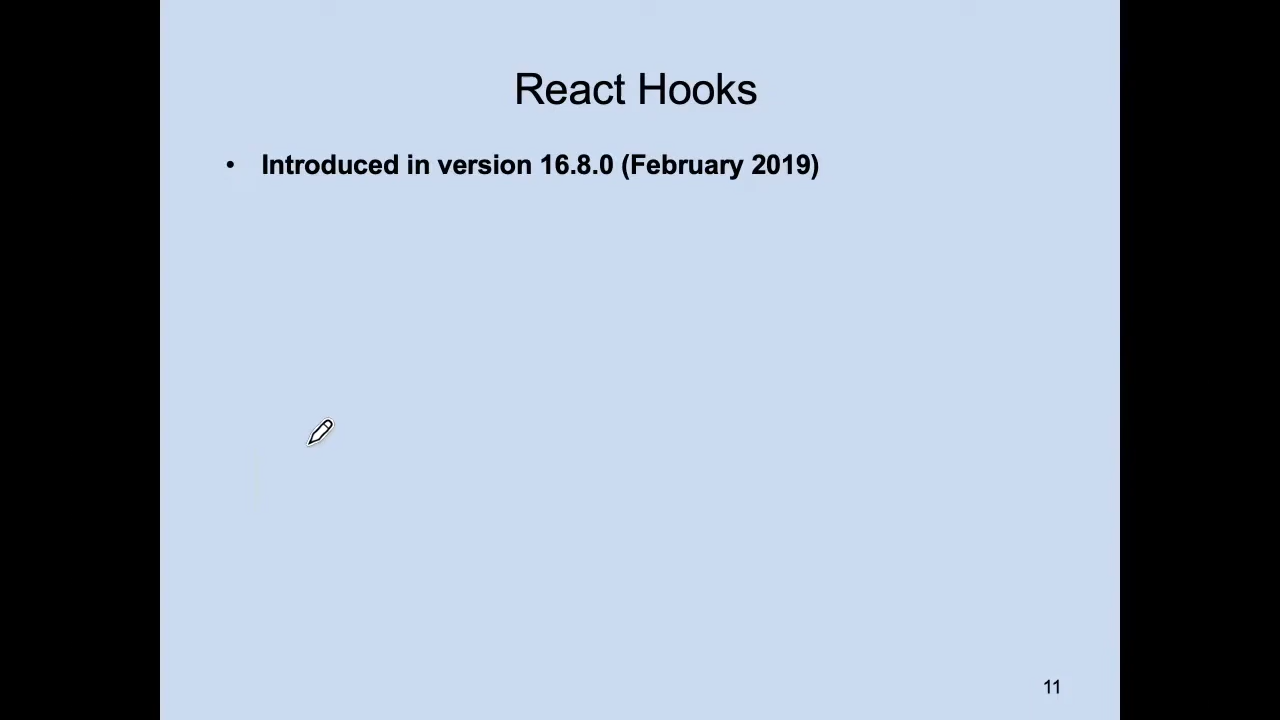 React Hooks
• Introduced in version 16.8.0 (February 2019)
11